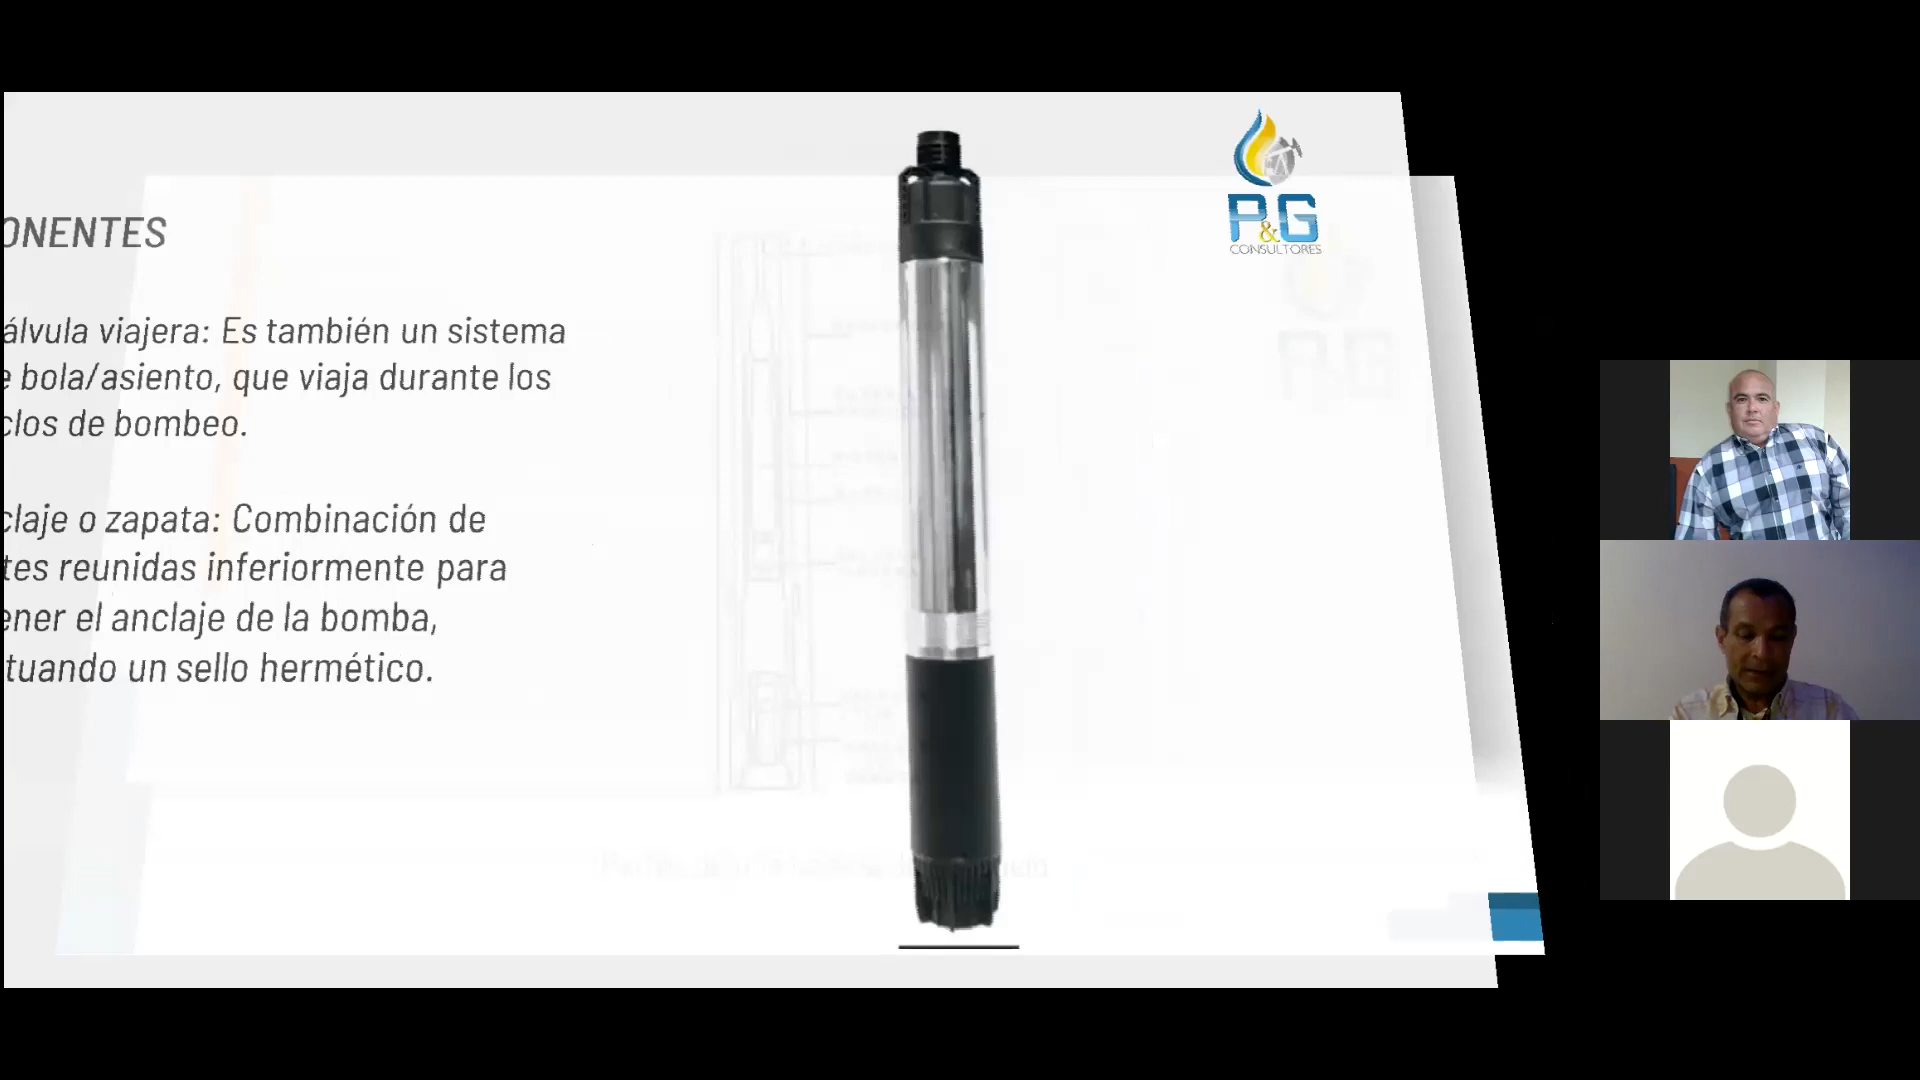 ONENTES
álvula viajera: Es también un sistema
e bola/asiento, que viaja durante los
clos de bombeo.
claje o zapata: Combinación de
tes reunidas inferiormente para
ener el anclaje de la bomba,
tuando un sello hermético.
P&G
CONSULTORES
P G